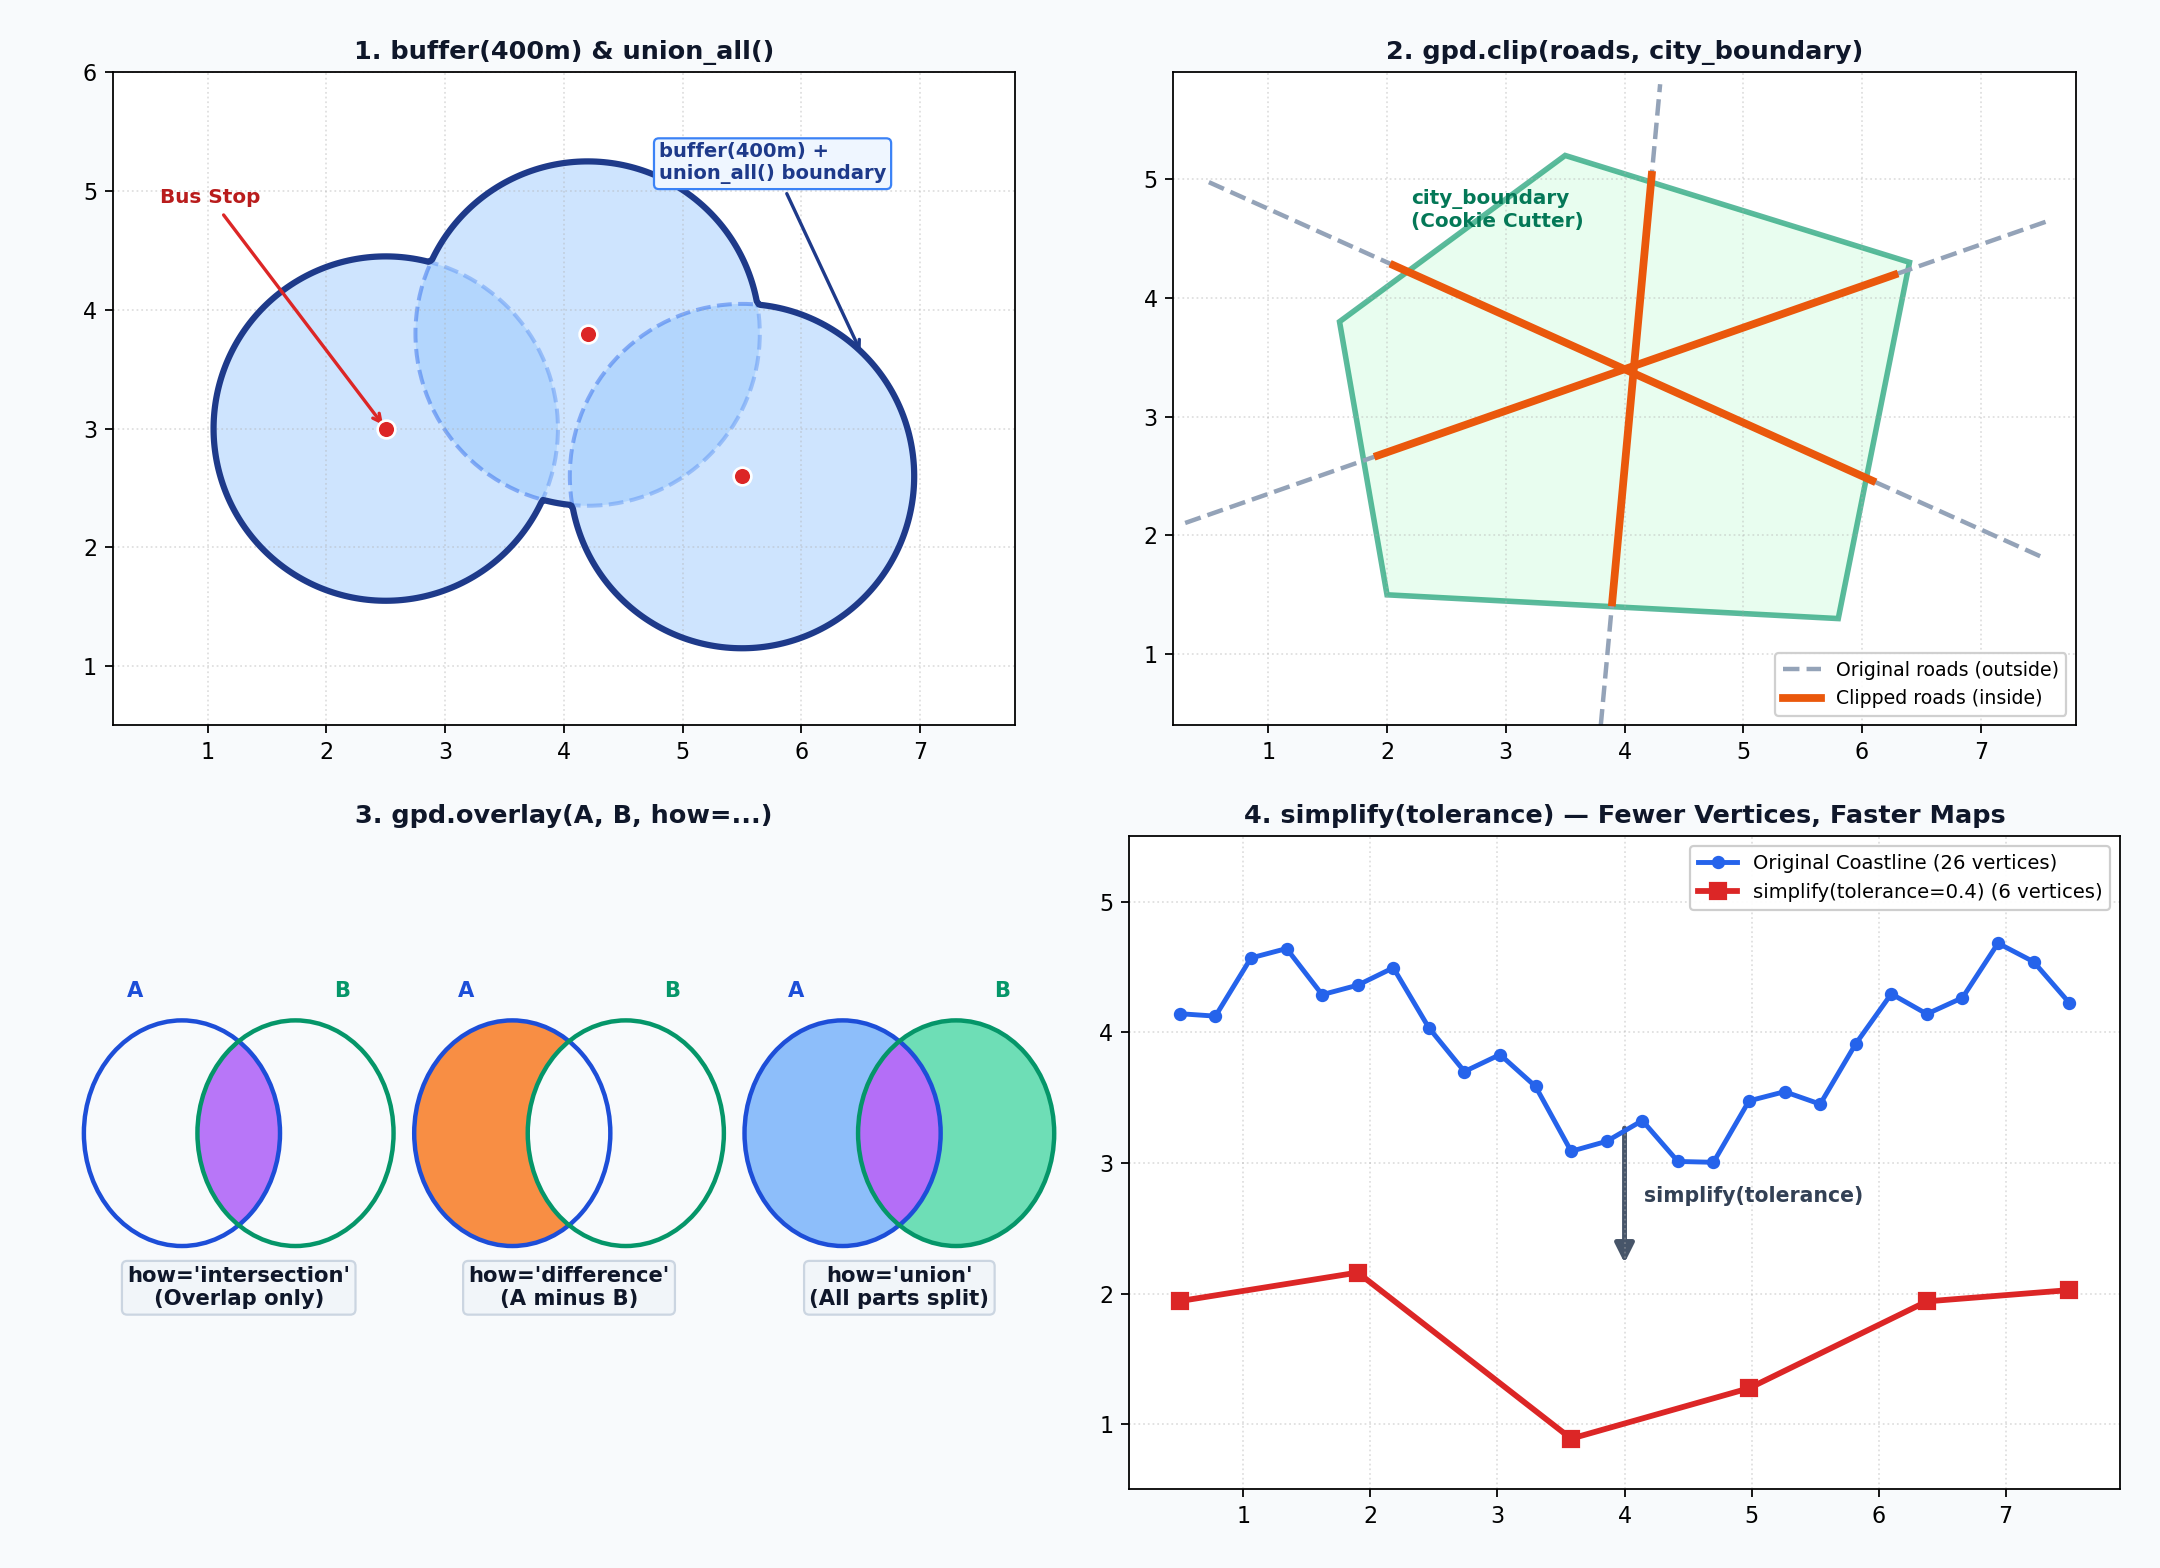 1. buffer(400m) & union_all()
6
5
4
3
2
1
Bus Stop
buffer(400m) +
union_all() boundary
1 2 3 4 5 6 7
2. gpd.clip(roads, city_boundary)
5
4
3
2
1
city_boundary
(Cookie Cutter)
Original roads (outside)
Clipped roads (inside)
1 2 3 4 5 6 7
3. gpd.overlay(A, B, how=...)
A B A B A B
how='intersection'
(Overlap only)
how='difference'
(A minus B)
how='union'
(All parts split)
4. simplify(tolerance) — Fewer Vertices, Faster Maps
Original Coastline (26 vertices)
simplify(tolerance=0.4) (6 vertices)
5
4
3
2
1
simplify(tolerance)
1 2 3 4 5 6 7